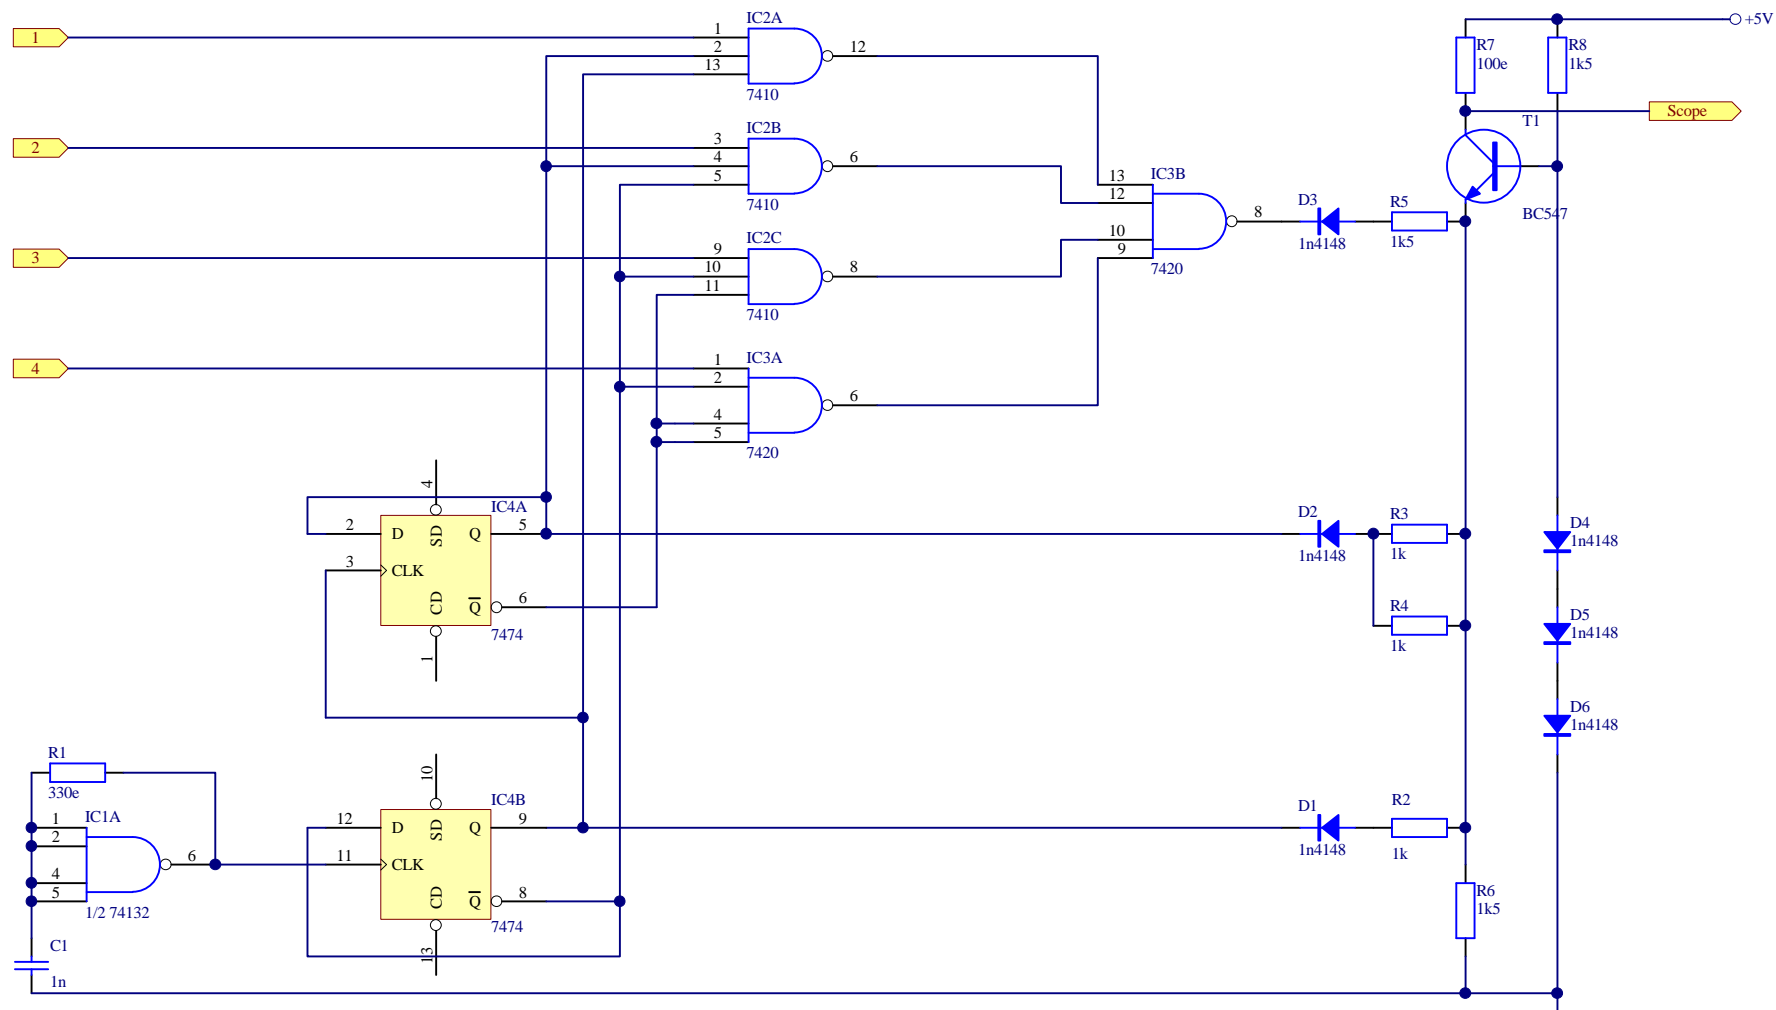 1
2
3
4
IC2A
1
2
13
12
7410
IC2B
3
4
5
6
7410
IC2C
9
10
11
8
7410
IC3A
1
2
4
5
6
7420
IC3B
13
12
10
9
8
7420
D3
1n4148
R5
1k5
R7
100e
R8
1k5
+5V
Scope
T1
BC547
IC4A
4
2
D
SD
Q
5
3
CLK
CD
Q
6
1
7474
D2
1n4148
R3
1k
R4
1k
D4
1n4148
D5
1n4148
D6
1n4148
R1
330e
IC1A
1
2
4
5
6
1/2 74132
C1
1n
IC4B
10
12
D
SD
Q
9
11
CLK
CD
Q
8
13
7474
D1
1n4148
R2
1k
R6
1k5